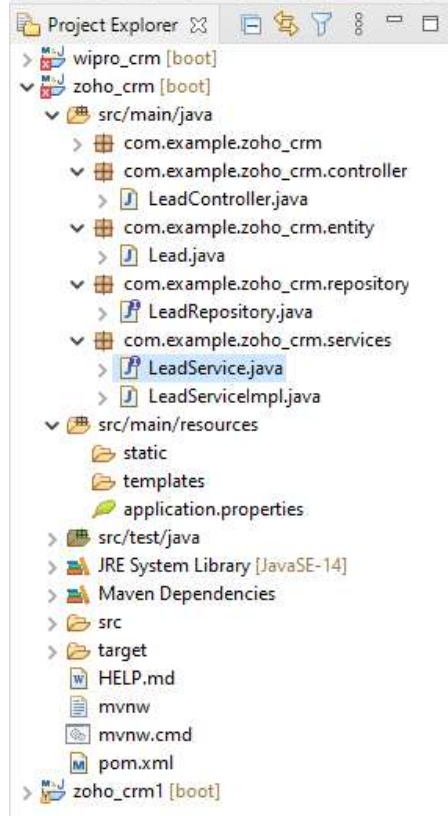 Project Explorer
wipro_crm [boot]
zoho_crm [boot]
src/main/java
com.example.zoho_crm
com.example.zoho_crm.controller
LeadController.java
com.example.zoho_crm.entity
Lead.java
com.example.zoho_crm.repository
LeadRepository.java
com.example.zoho_crm.services
LeadService.java
LeadServiceImpl.java
src/main/resources
static
templates
application.properties
src/test/java
JRE System Library [JavaSE-14]
Maven Dependencies
src
target
HELP.md
mvnw
mvnw.cmd
pom.xml
zoho_crm1 [boot]